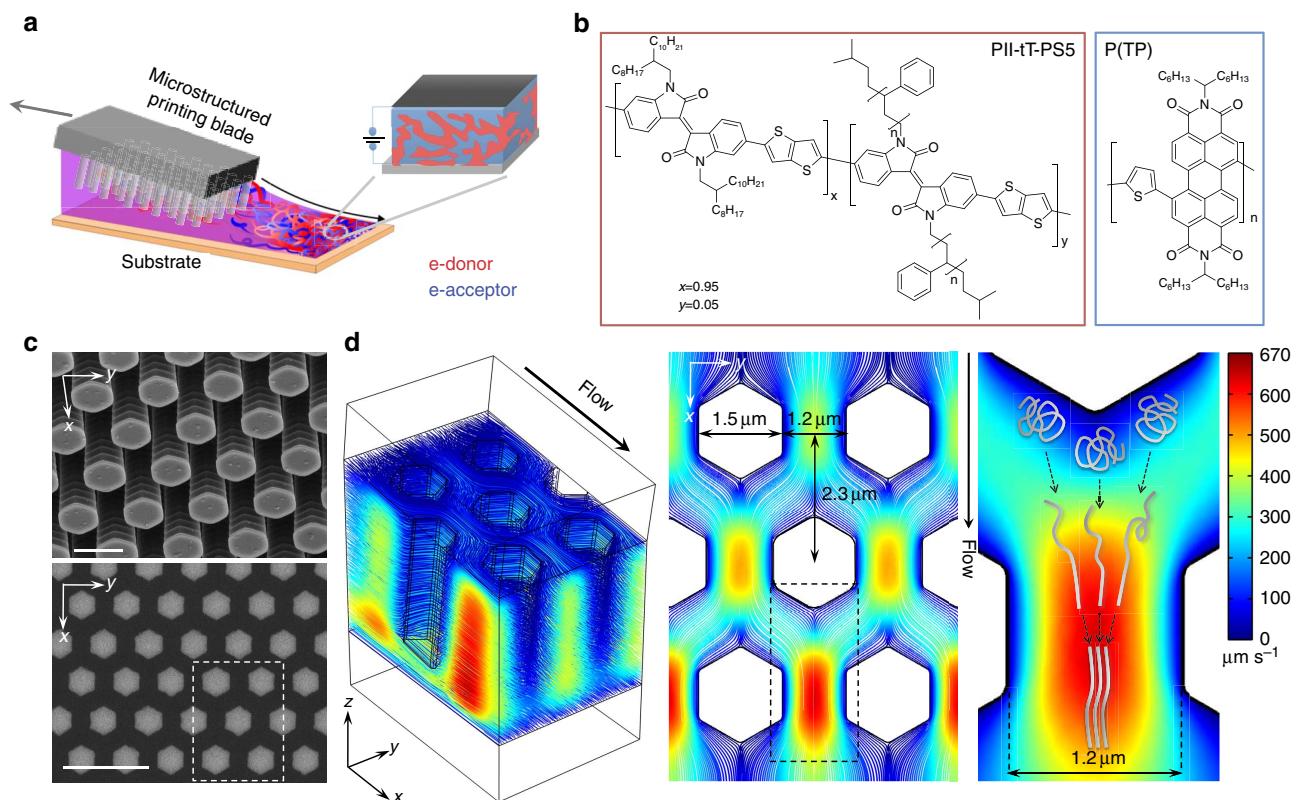 a
Microstructured
printing blade
Substrate
e-donor
e-acceptor
b
PII-tT-PS5
C10H21
C8H17
N
O
O
N
C10H21
C8H17
S
S
x
n
N
O
O
N
S
S
y
n
x=0.95
y=0.05
P(TP)
C6H13
C6H13
O
N
O
S
n
O
N
O
C6H13
C6H13
c
y
x
y
x
d
Flow
z
y
x
y
x
1.5 µm
1.2 µm
2.3 µm
Flow
1.2 µm
670
600
500
400
300
200
100
0
µm s⁻¹